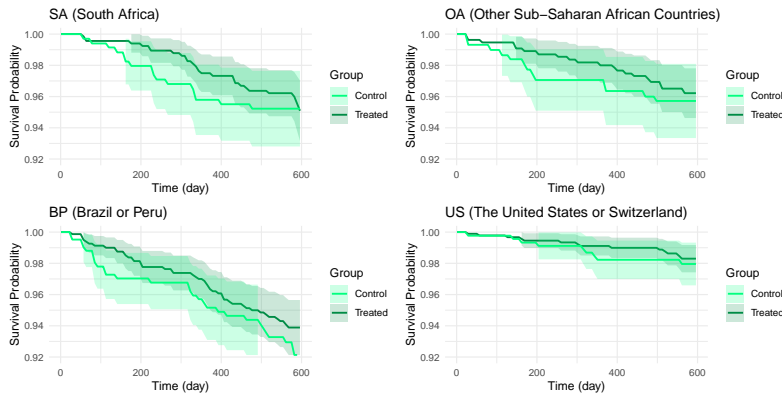 SA (South Africa)
1.00
0.98
0.96
0.94
0.92
Survival Probability
0
200
400
600
Time (day)
Group
Control
Treated
OA (Other Sub−Saharan African Countries)
1.00
0.98
0.96
0.94
0.92
Survival Probability
0
200
400
600
Time (day)
Group
Control
Treated
BP (Brazil or Peru)
1.00
0.98
0.96
0.94
0.92
Survival Probability
0
200
400
600
Time (day)
Group
Control
Treated
US (The United States or Switzerland)
1.00
0.98
0.96
0.94
0.92
Survival Probability
0
200
400
600
Time (day)
Group
Control
Treated